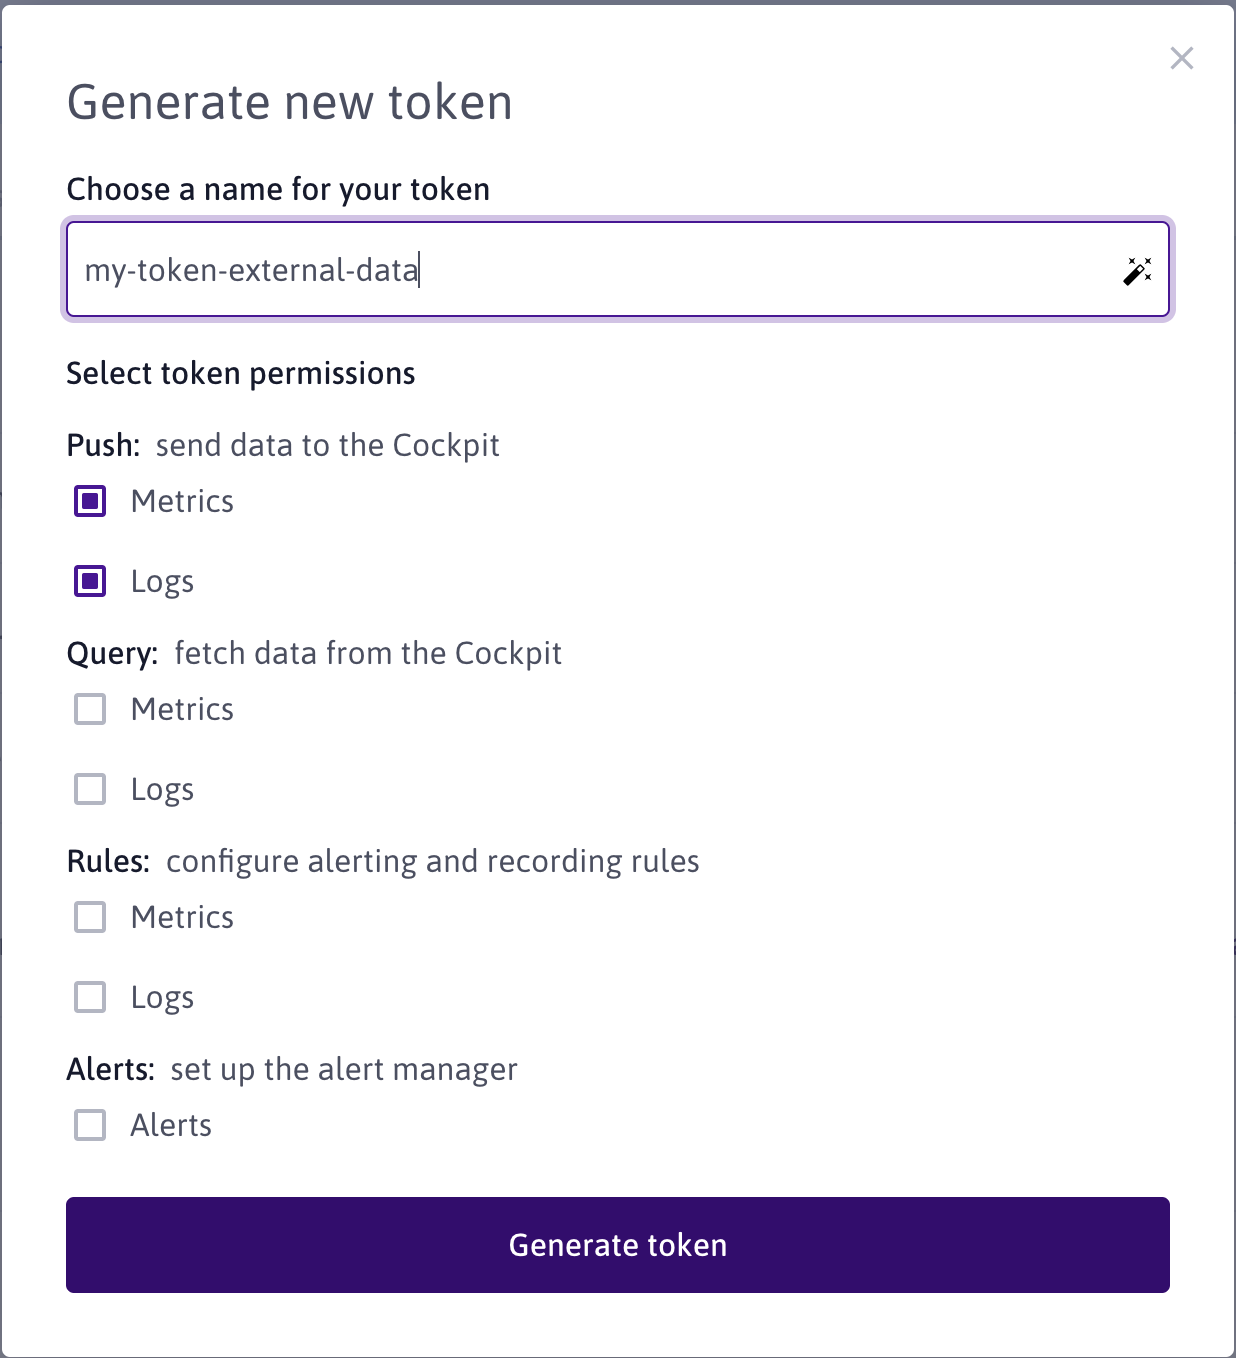 Generate new token
Choose a name for your token
my-token-external-data
Select token permissions
Push: send data to the Cockpit
Metrics
Logs
Query: fetch data from the Cockpit
Metrics
Logs
Rules: configure alerting and recording rules
Metrics
Logs
Alerts: set up the alert manager
Alerts
Generate token